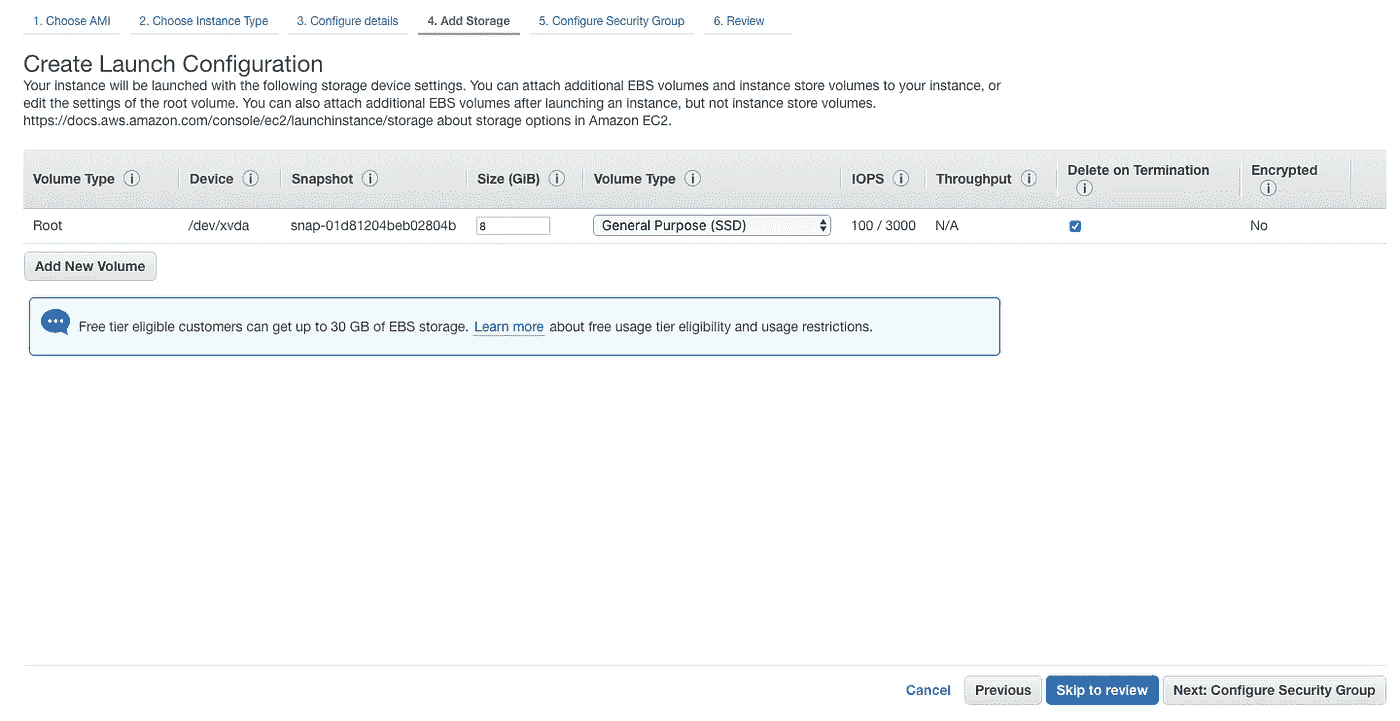 1. Choose AMI 2. Choose Instance Type 3. Configure details 4. Add Storage 5. Configure Security Group 6. Review
Create Launch Configuration
Your instance will be launched with the following storage device settings. You can attach additional EBS volumes and instance store volumes to your instance, or
edit the settings of the root volume. You can also attach additional EBS volumes after launching an instance, but not instance store volumes.
https://docs.aws.amazon.com/console/ec2/launchinstance/storage about storage options in Amazon EC2.
Volume Type i Device i Snapshot i Size (GiB) i Volume Type i IOPS i Throughput i Delete on Termination i Encrypted i
Root /dev/xvda snap-01d81204beb02804b 8 General Purpose (SSD) 100 / 3000 N/A No
Add New Volume
Free tier eligible customers can get up to 30 GB of EBS storage. Learn more about free usage tier eligibility and usage restrictions.
Cancel Previous Skip to review Next: Configure Security Group